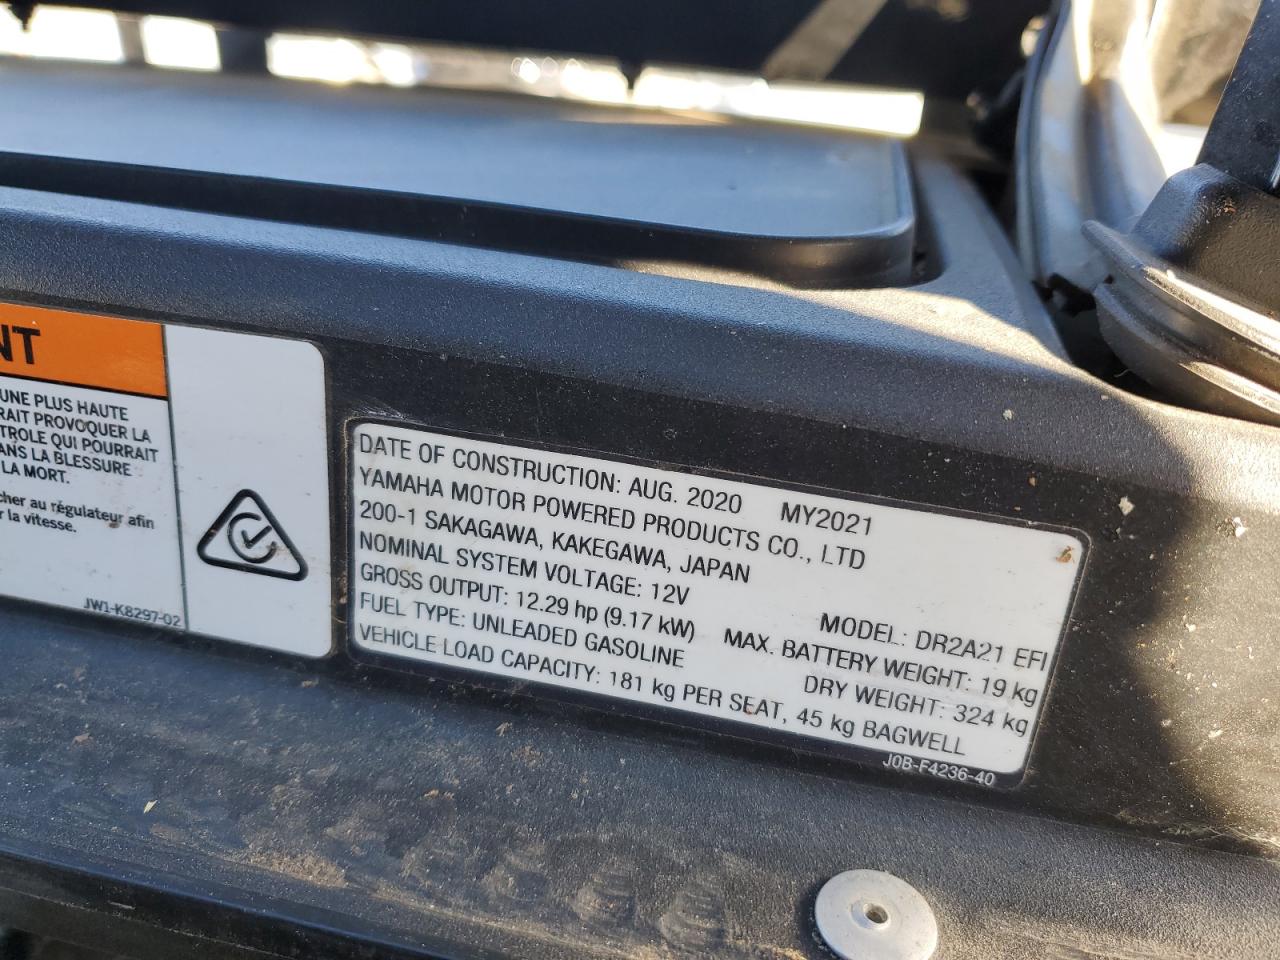 NT
UNE PLUS HAUTE
RAIT PROVOQUER LA
TROLE QUI POURRAIT
ANS LA BLESSURE
LA MORT.
cher au régulateur afin
r la vitesse.
JW1-K8297-02
DATE OF CONSTRUCTION: AUG. 2020 MY2021
YAMAHA MOTOR POWERED PRODUCTS CO., LTD
200-1 SAKAGAWA, KAKEGAWA, JAPAN
NOMINAL SYSTEM VOLTAGE: 12V MODEL: DR2A21 EFI
GROSS OUTPUT: 12.29 hp (9.17 kW) MAX. BATTERY WEIGHT: 19 kg
FUEL TYPE: UNLEADED GASOLINE DRY WEIGHT: 324 kg
VEHICLE LOAD CAPACITY: 181 kg PER SEAT, 45 kg BAGWELL
J0B-F4236-40